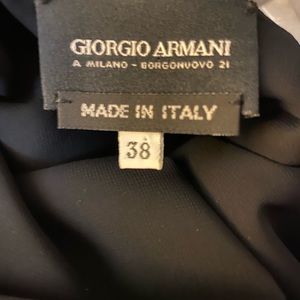 GIORGIO ARMANI
A MILANO - BORGONUOVO 21
MADE IN ITALY
38